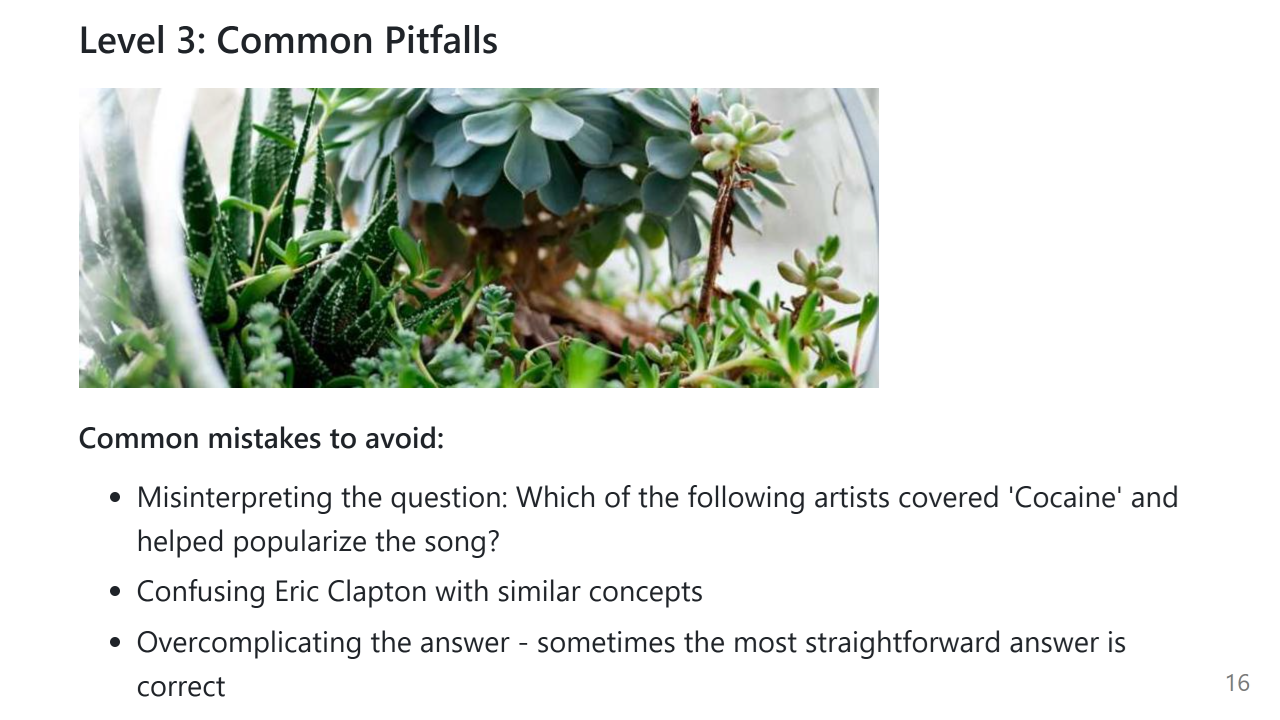 Level 3: Common Pitfalls
Common mistakes to avoid:
• Misinterpreting the question: Which of the following artists covered 'Cocaine' and
helped popularize the song?
• Confusing Eric Clapton with similar concepts
• Overcomplicating the answer - sometimes the most straightforward answer is
correct
16